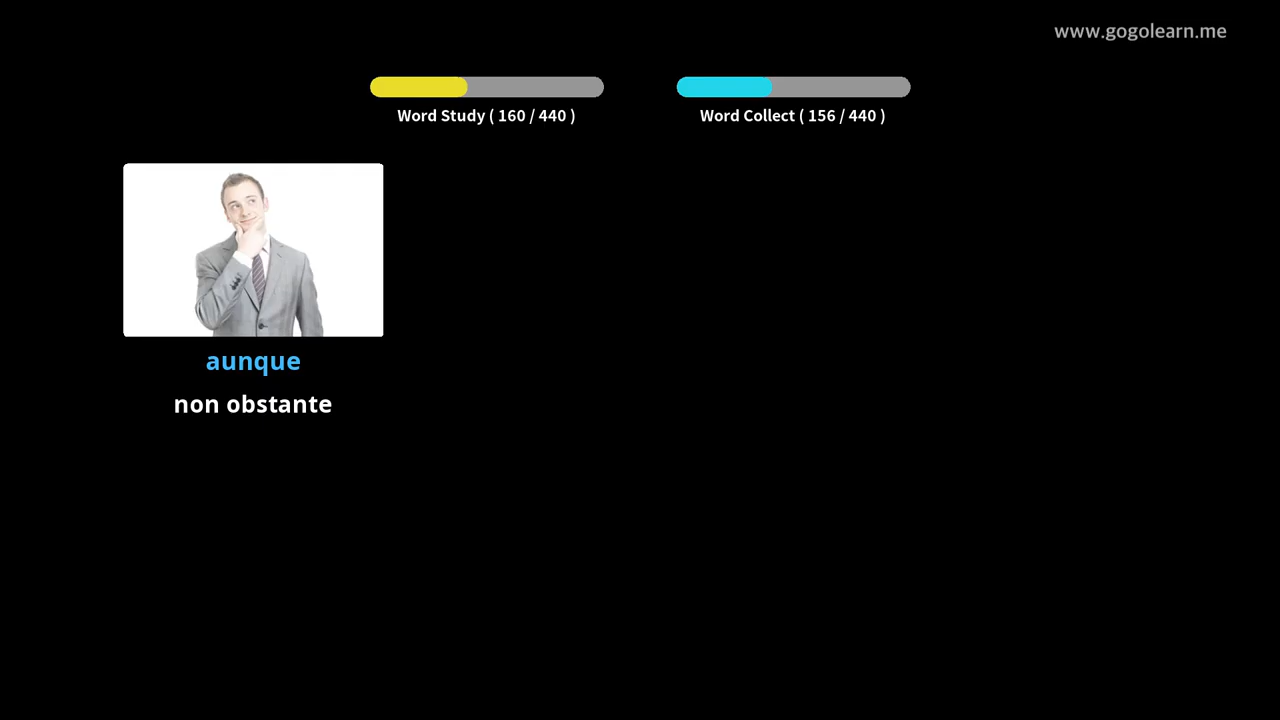 www.gogolearn.me
Word Study ( 160 / 440 )
Word Collect ( 156 / 440 )
aunque
non obstante